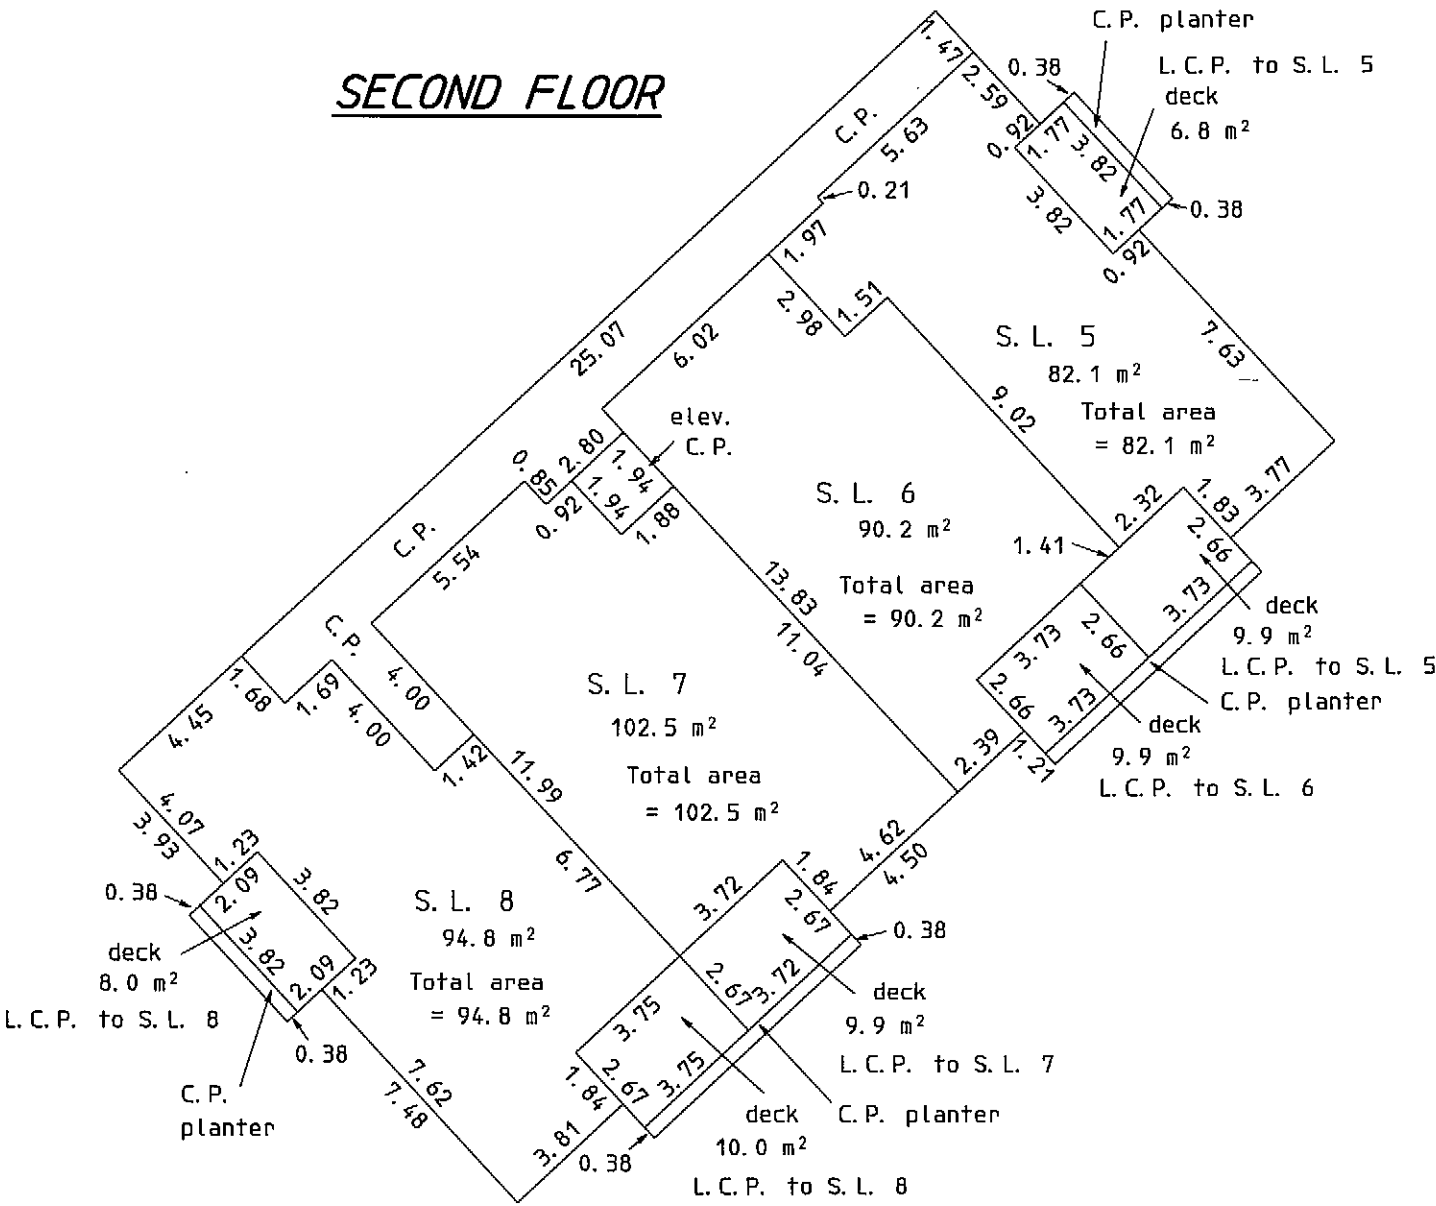 SECOND FLOOR
C.P. planter
L.C.P. to S.L. 5
deck
6.8 m²
0.38
1.47
2.59
0.92
1.77
3.82
3.82
1.77
0.38
0.92
C.P.
5.63
0.21
1.97
2.98
1.51
S.L. 5
82.1 m²
Total area
= 82.1 m²
7.63
25.07
6.02
9.02
elev.
C.P.
2.80
1.94
1.94
0.85
0.92
1.88
S.L. 6
90.2 m²
Total area
= 90.2 m²
1.41
2.32
1.83
3.77
2.66
3.73
deck
9.9 m²
L.C.P. to S.L. 5
C.P. planter
C.P.
5.54
13.83
11.04
3.73
2.66
2.66
3.73
deck
9.9 m²
L.C.P. to S.L. 6
C.P.
4.00
S.L. 7
102.5 m²
Total area
= 102.5 m²
1.68
1.69
4.00
4.45
1.42
11.99
2.39
1.21
4.07
3.93
1.23
3.82
0.38
2.09
3.82
2.09
1.23
deck
8.0 m²
L.C.P. to S.L. 8
0.38
C.P.
planter
6.77
S.L. 8
94.8 m²
Total area
= 94.8 m²
4.62
4.50
3.72
1.84
2.67
0.38
2.67
3.72
deck
9.9 m²
L.C.P. to S.L. 7
C.P. planter
3.75
2.67
1.84
3.75
7.62
7.48
3.81
0.38
deck
10.0 m²
L.C.P. to S.L. 8